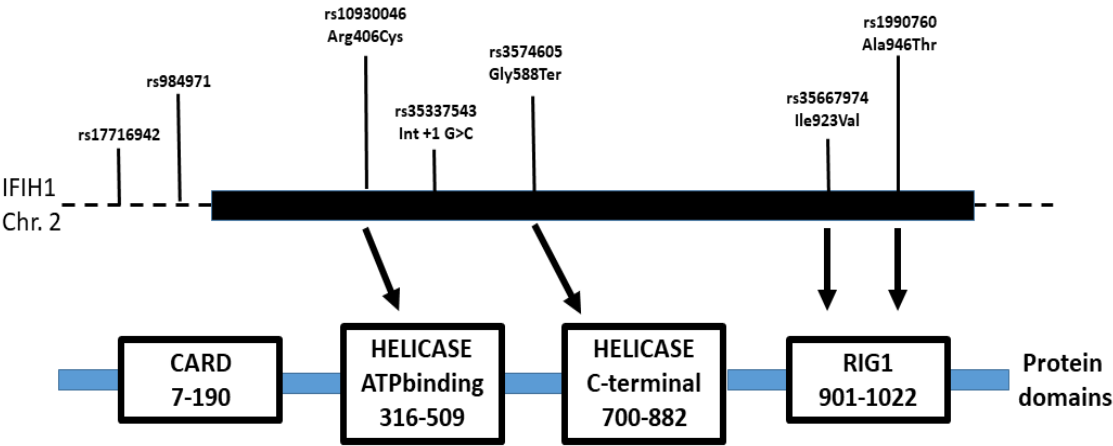 rs10930046
Arg406Cys
rs1990760
Ala946Thr
rs3574605
Gly588Ter
rs984971
rs35337543
Int +1 G>C
rs35667974
Ile923Val
rs17716942
IFIH1
Chr. 2
CARD
7-190
HELICASE
ATPbinding
316-509
HELICASE
C-terminal
700-882
RIG1
901-1022
Protein
domains